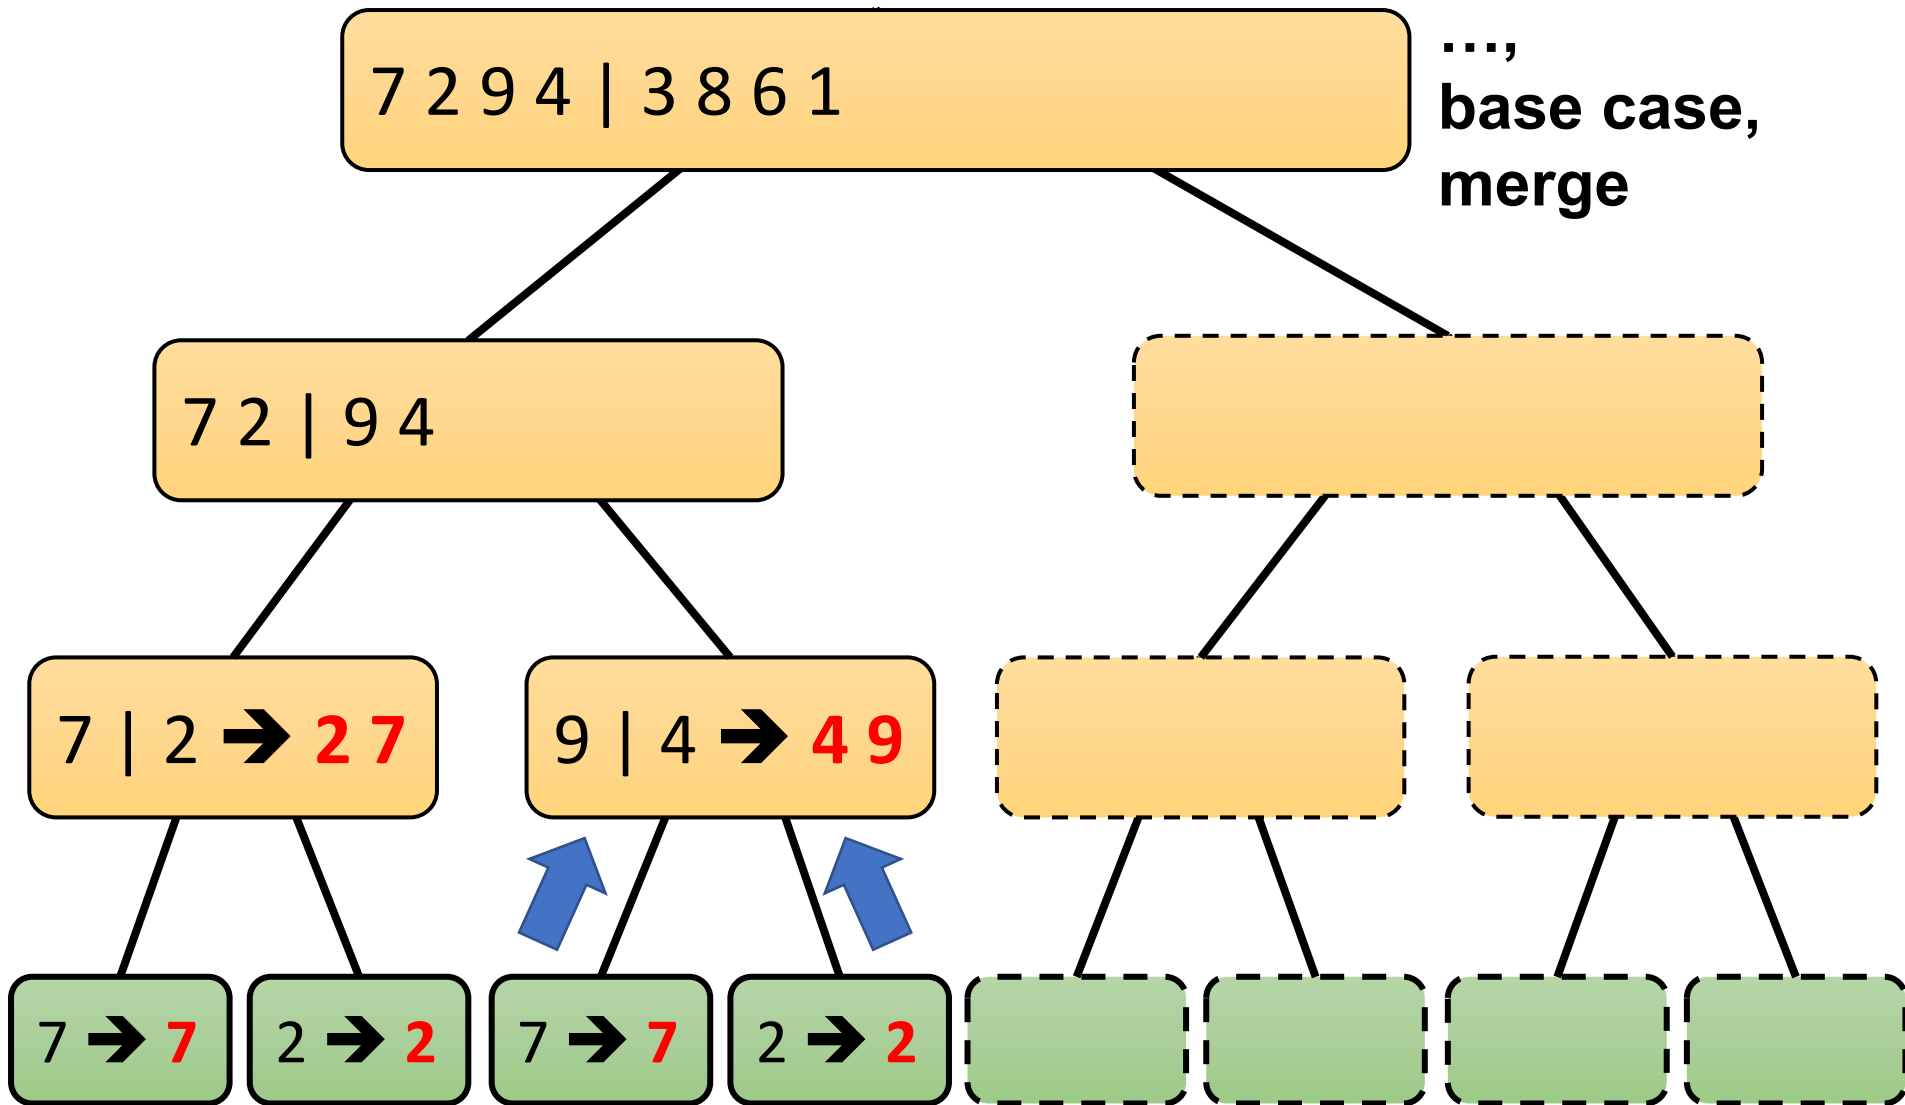 7 2 9 4 | 3 8 6 1
…,
base case,
merge
7 2 | 9 4
7 | 2 🡺 2 7
9 | 4 🡺 4 9
7 🡺 7
2 🡺 2
7 🡺 7
2 🡺 2